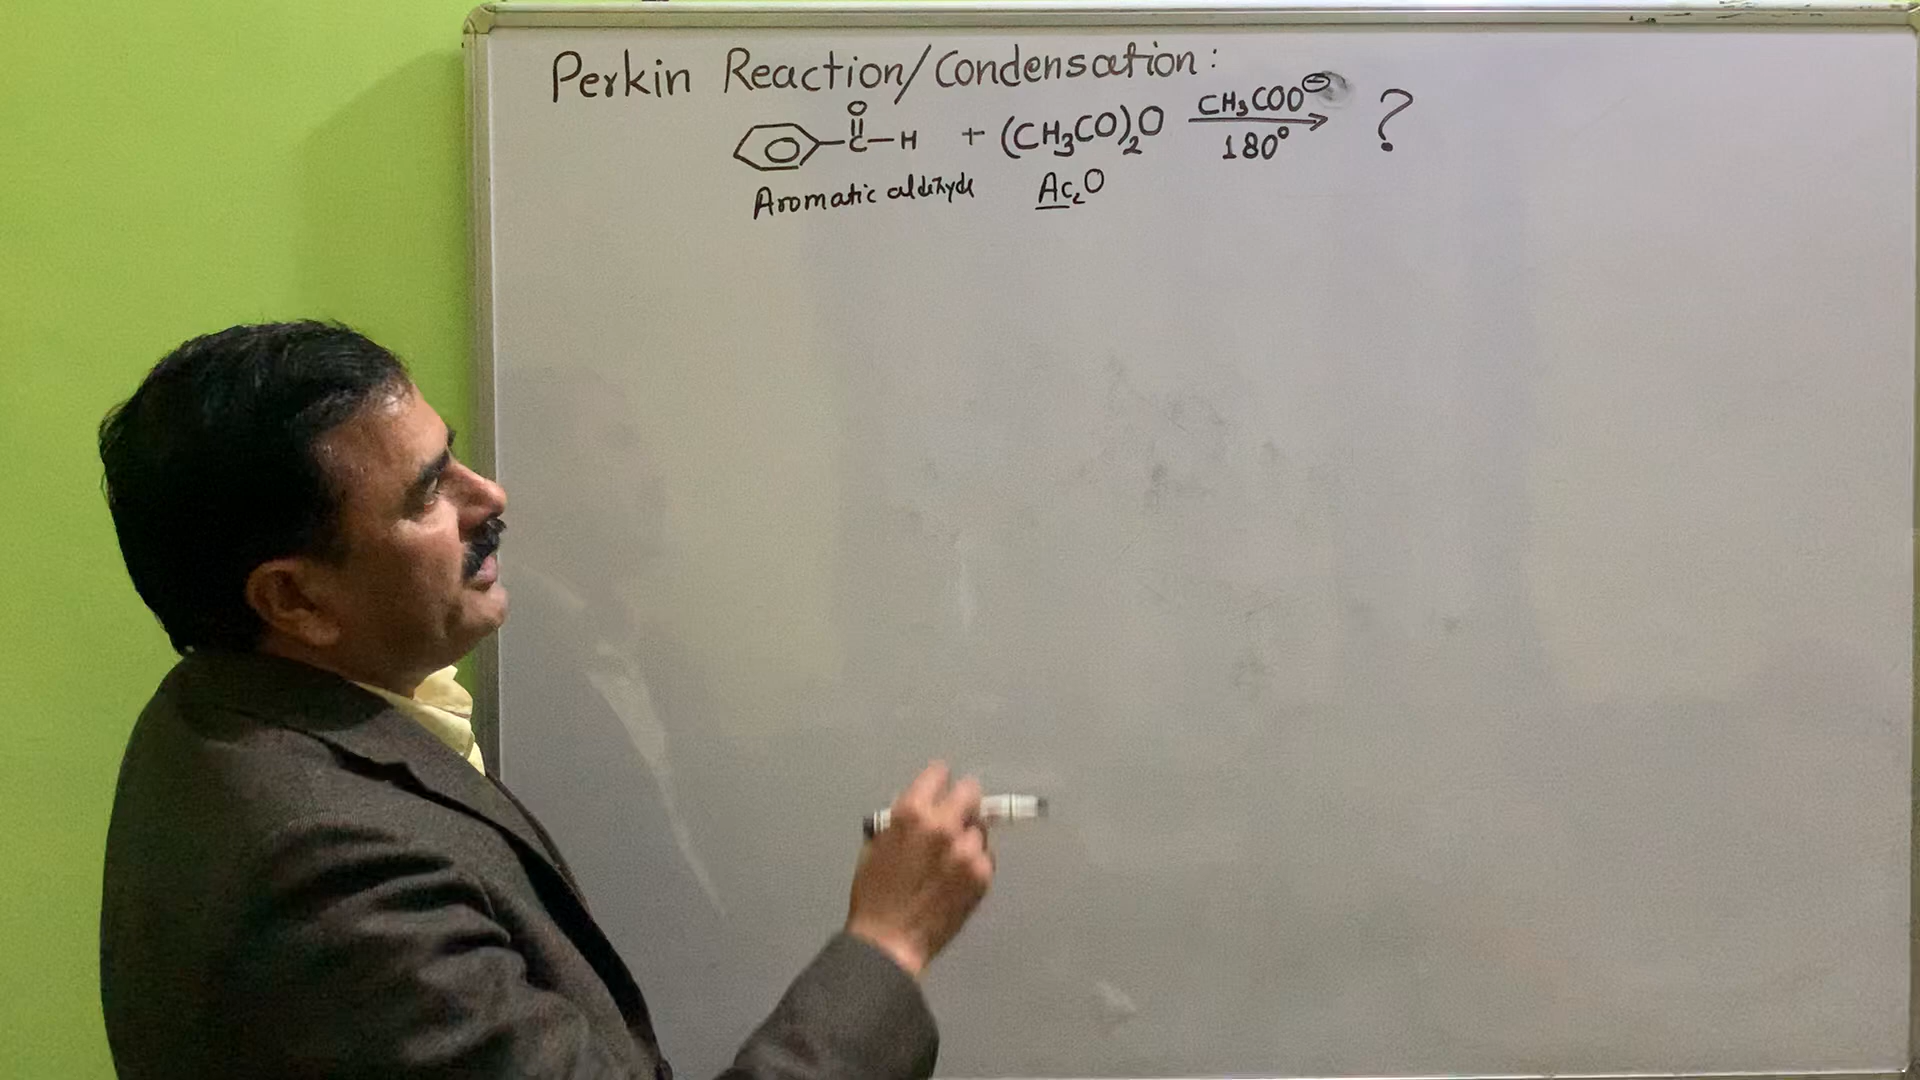 Perkin Reaction/Condensation:
O
C–H + (CH₃CO)₂O CH₃COO⊖ → ?
180°
Aromatic aldehyde Ac₂O